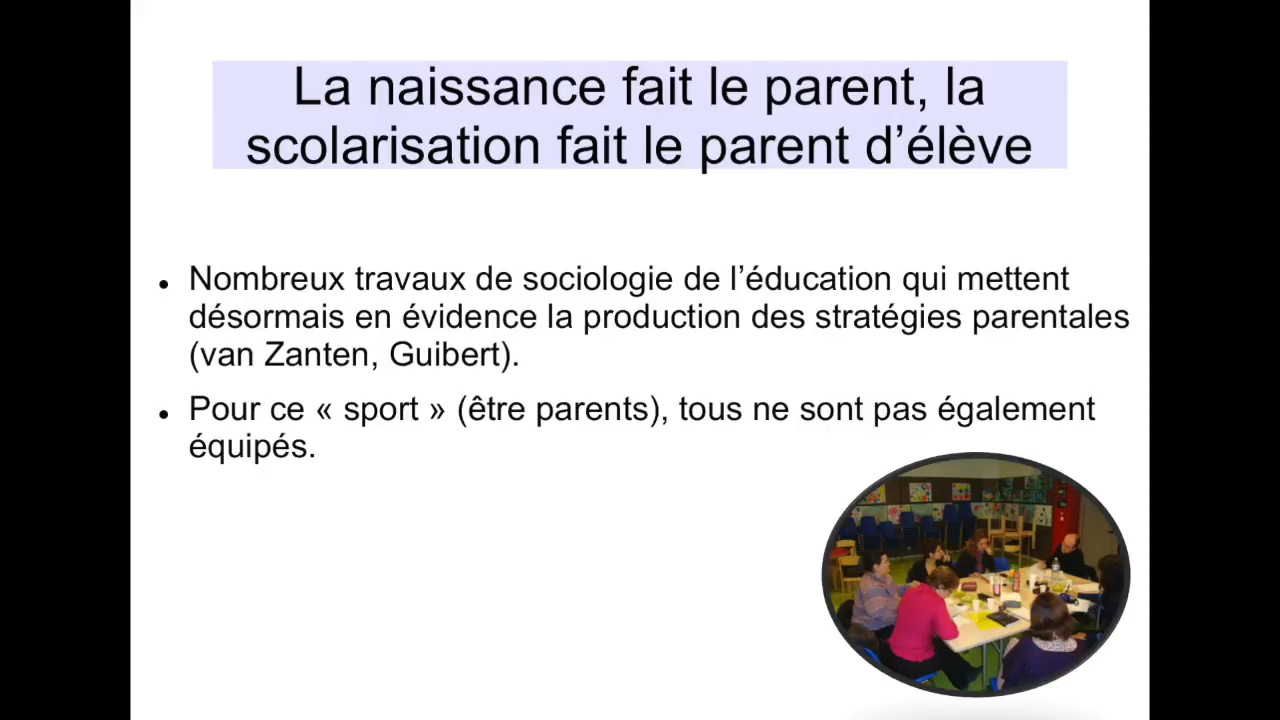 La naissance fait le parent, la
scolarisation fait le parent d’élève
• Nombreux travaux de sociologie de l’éducation qui mettent
désormais en évidence la production des stratégies parentales
(van Zanten, Guibert).
• Pour ce « sport » (être parents), tous ne sont pas également
équipés.